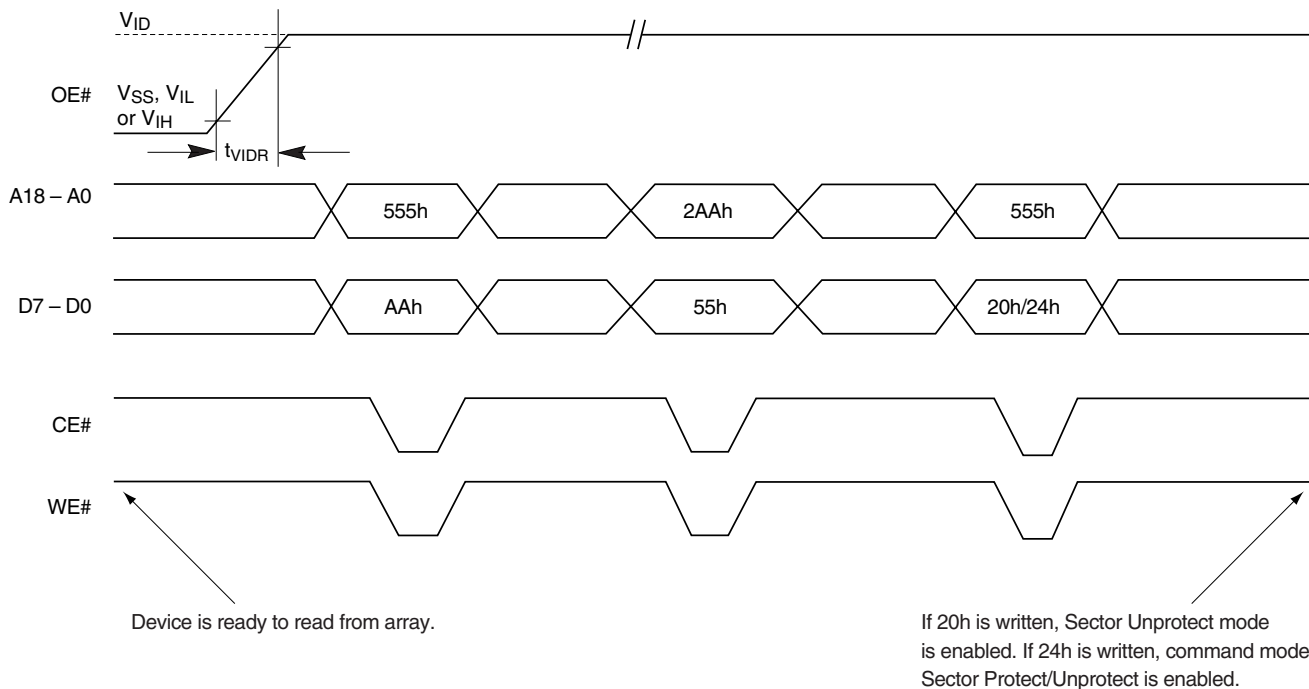 VID
OE#
VSS, VIL
or VIH
tVIDR
A18 – A0
555h
2AAh
555h
D7 – D0
AAh
55h
20h/24h
CE#
WE#
Device is ready to read from array.
If 20h is written, Sector Unprotect mode
is enabled. If 24h is written, command mode
Sector Protect/Unprotect is enabled.